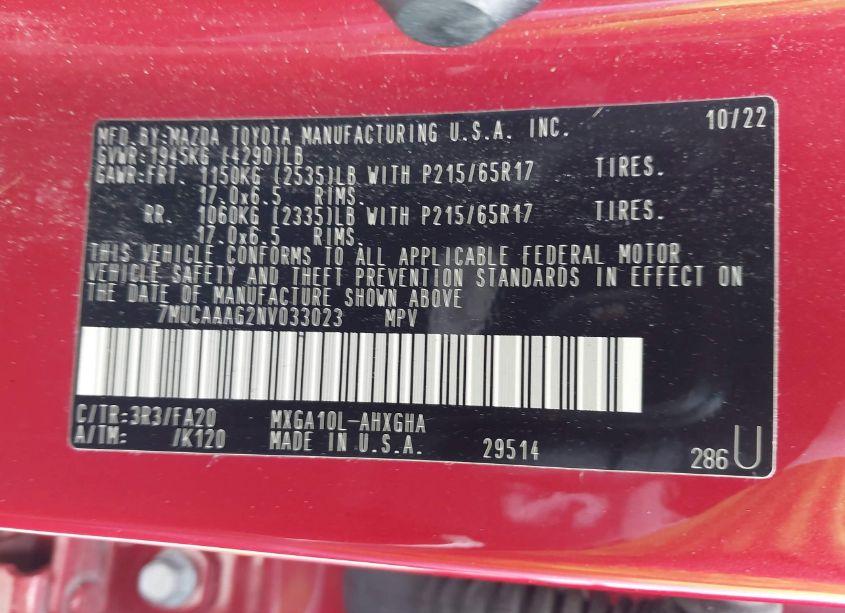 MFD.BY:MAZDA TOYOTA MANUFACTURING U.S.A. INC. 10/22
GVWR:1945KG (4290)LB
GAWR:FRT. 1150KG (2535)LB WITH P215/65R17 TIRES.
17.0x6.5 RIMS.
RR. 1060KG (2335)LB WITH P215/65R17 TIRES.
17.0x6.5 RIMS.
THIS VEHICLE CONFORMS TO ALL APPLICABLE FEDERAL MOTOR
VEHICLE SAFETY AND THEFT PREVENTION STANDARDS IN EFFECT ON
THE DATE OF MANUFACTURE SHOWN ABOVE
7MUCAAAG2NV033023 MPV
C/TR:3R3/FA20 MXGA10L-AHXGHA
A/TM: /K120 MADE IN U.S.A. 29514 286 U